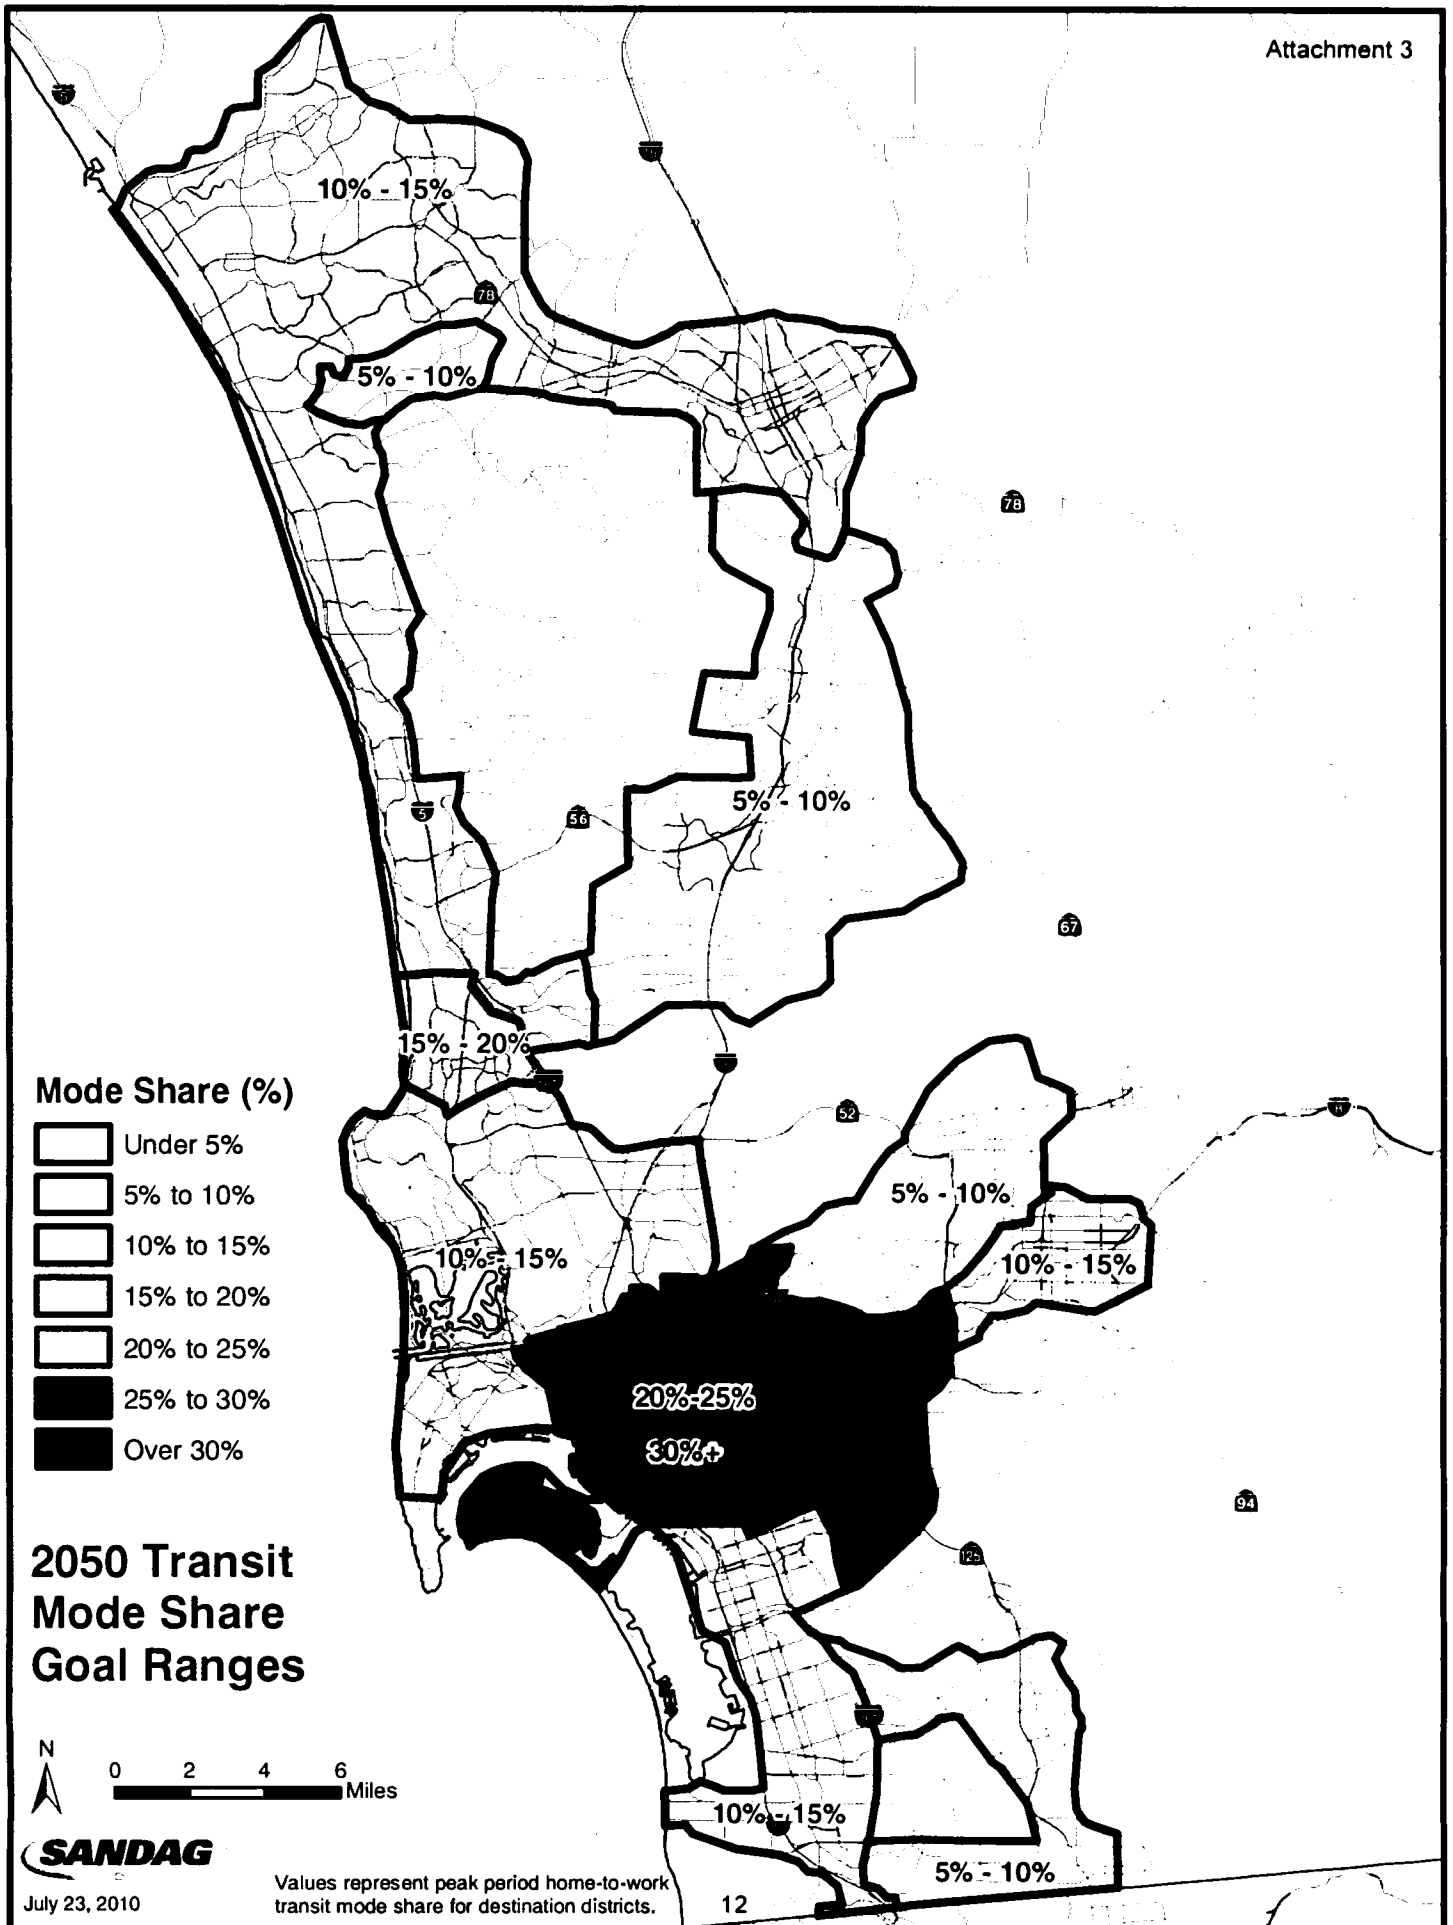 Attachment 3
5
10% - 15%
78
5% - 10%
78
5
56
5% - 10%
67
15% - 20%
52
5% - 10%
10% - 15%
10% - 15%
Mode Share (%)
Under 5%
5% to 10%
10% to 15%
15% to 20%
20% to 25%
25% to 30%
Over 30%
20%-25%
30%+
94
125
2050 Transit
Mode Share
Goal Ranges
N
0 2 4 6
Miles
10% - 15%
5% - 10%
SANDAG
July 23, 2010
Values represent peak period home-to-work
transit mode share for destination districts.
12